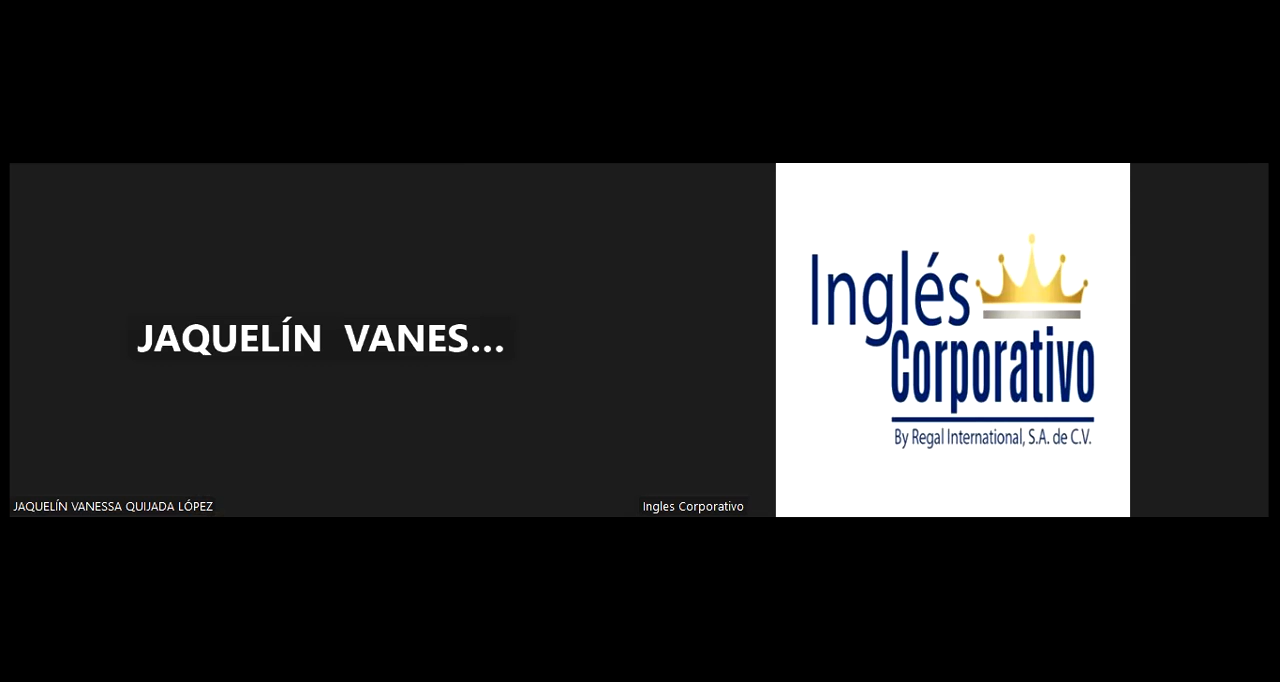 JAQUELÍN VANES...
JAQUELÍN VANESSA QUIJADA LÓPEZ
Ingles Corporativo
Inglés
Corporativo
By Regal International, S.A. de C.V.